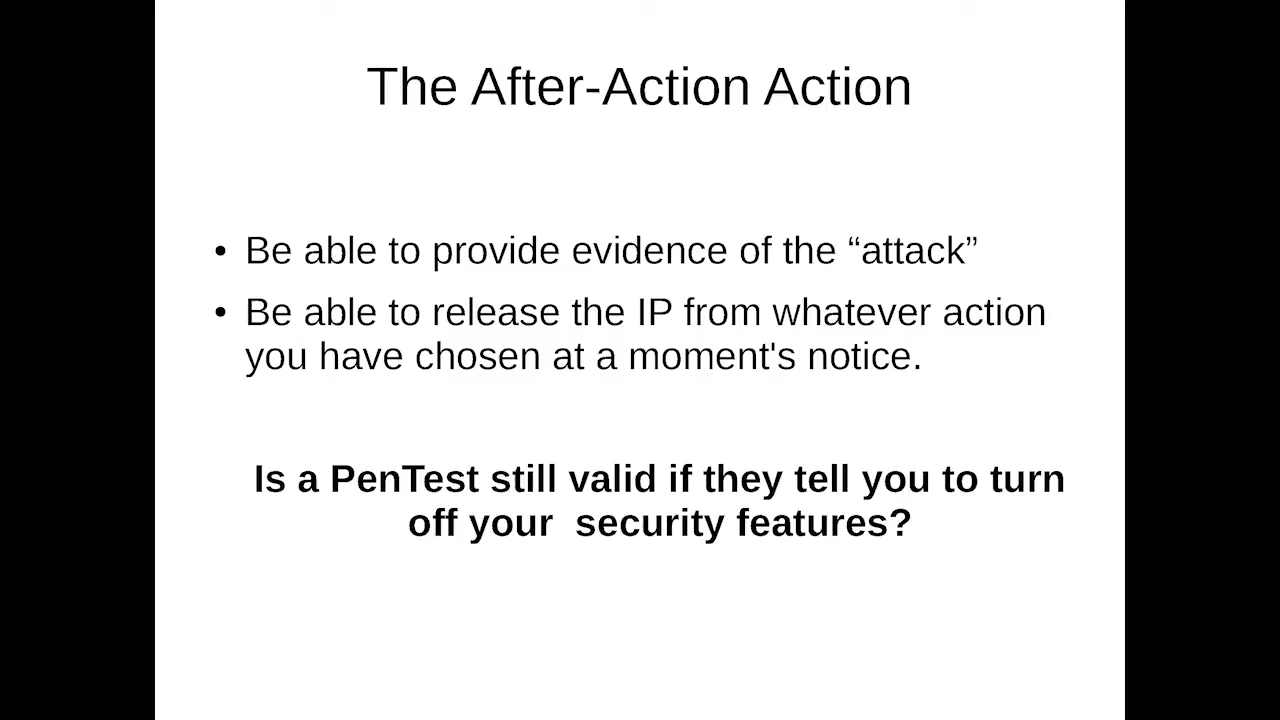 The After-Action Action
• Be able to provide evidence of the “attack”
• Be able to release the IP from whatever action
you have chosen at a moment's notice.
Is a PenTest still valid if they tell you to turn
off your  security features?